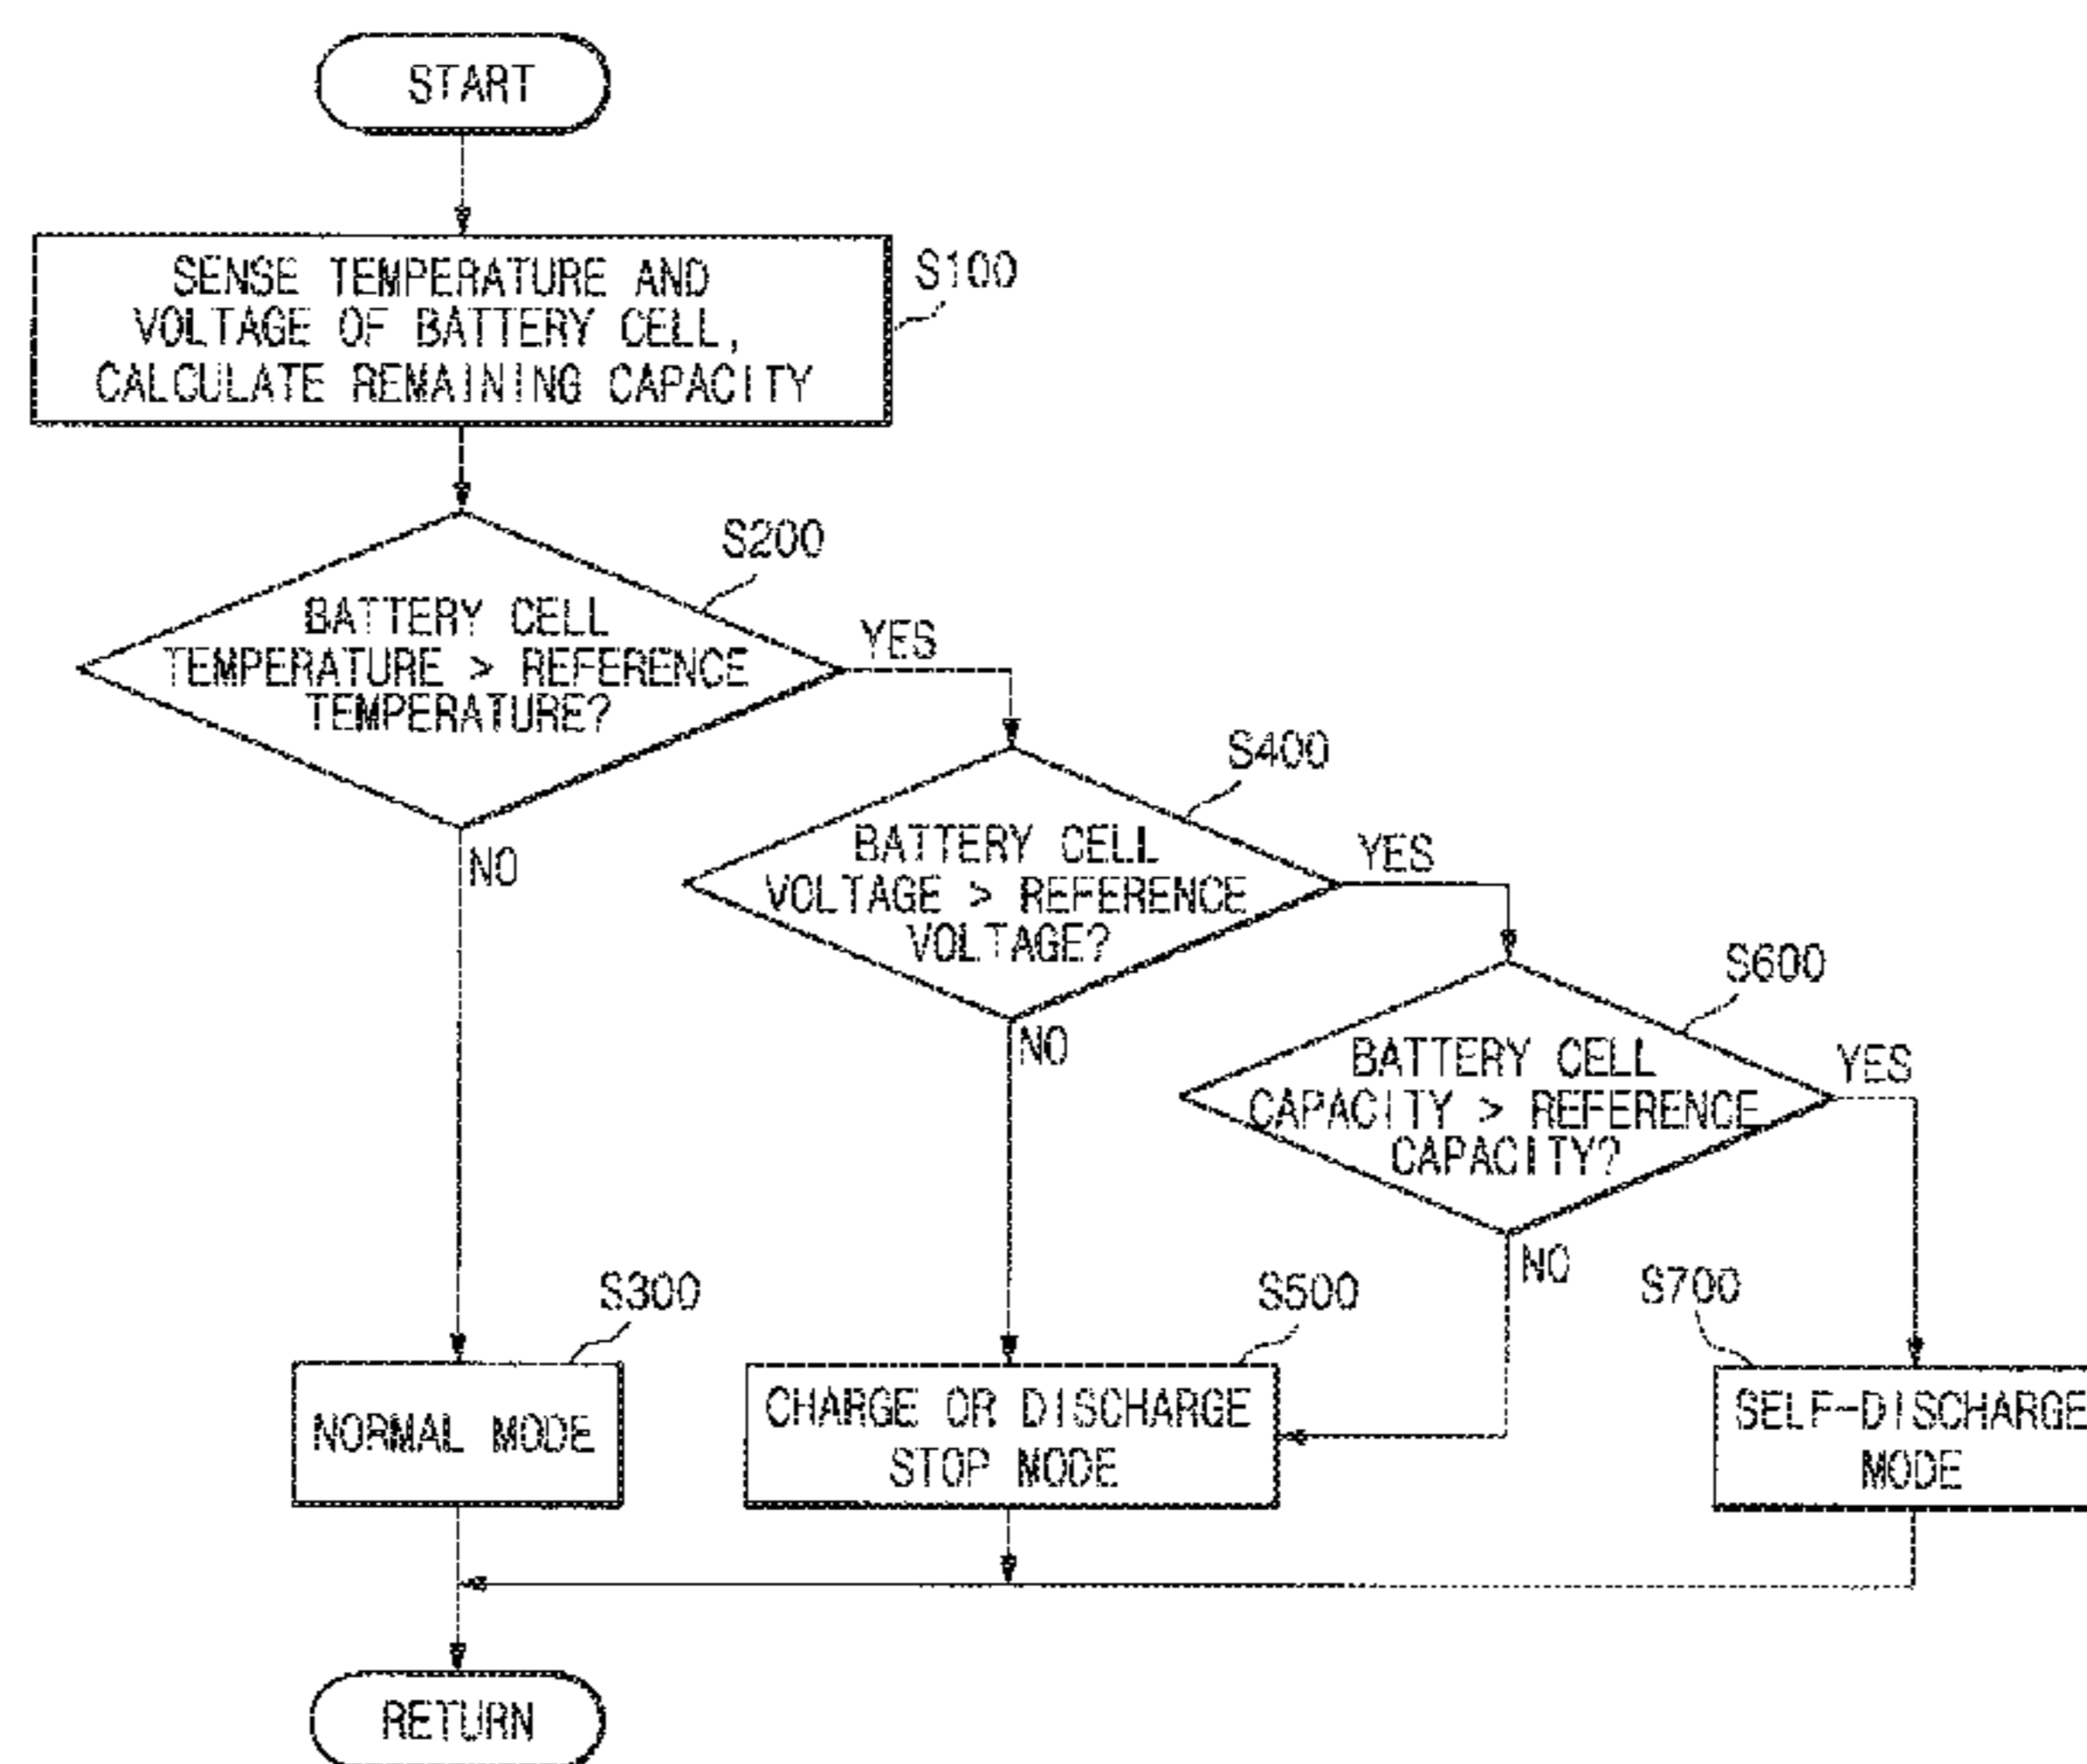 START
SENSE TEMPERATURE AND
VOLTAGE OF BATTERY CELL,
CALCULATE REMAINING CAPACITY
S100
S200
BATTERY CELL
TEMPERATURE > REFERENCE
TEMPERATURE?
YES
NO
S400
BATTERY CELL
VOLTAGE > REFERENCE
VOLTAGE?
YES
NO
S600
BATTERY CELL
CAPACITY > REFERENCE
CAPACITY?
YES
NO
S300
NORMAL MODE
S500
CHARGE OR DISCHARGE
STOP MODE
S700
SELF-DISCHARGE
MODE
RETURN